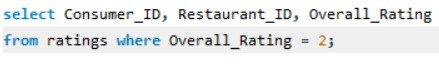 select Consumer_ID, Restaurant_ID, Overall_Rating
from ratings where Overall_Rating = 2;